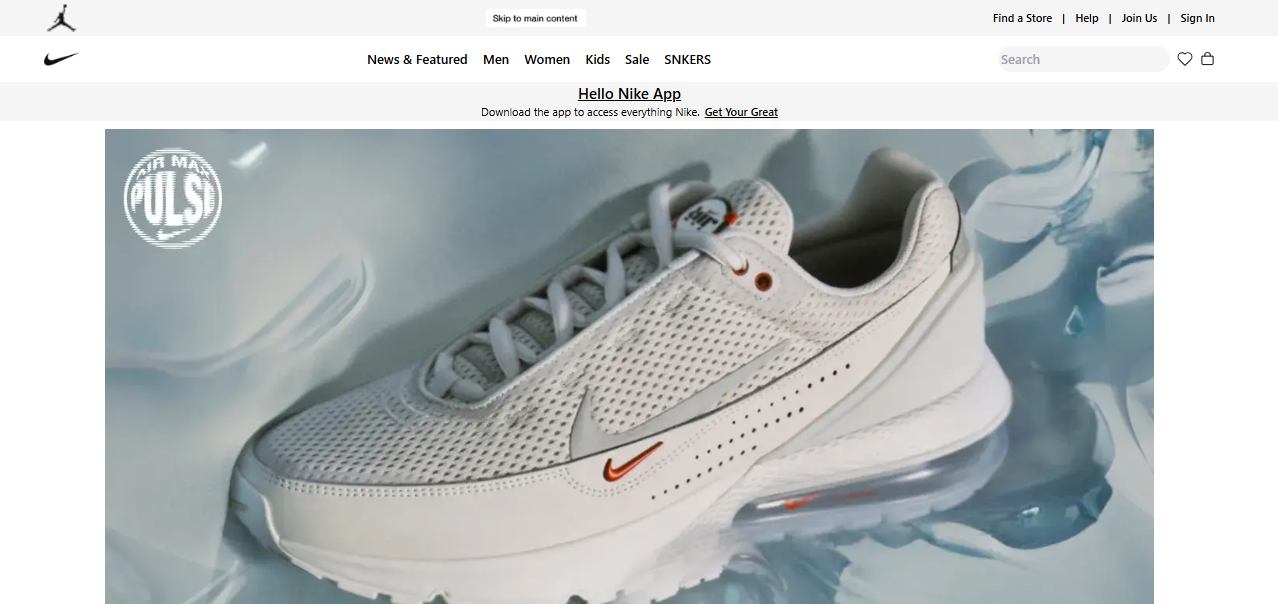 Skip to main content
Find a Store | Help | Join Us | Sign In
News & Featured Men Women Kids Sale SNKERS
Search
Hello Nike App
Download the app to access everything Nike. Get Your Great
AIR MAX
PULSE
AIR